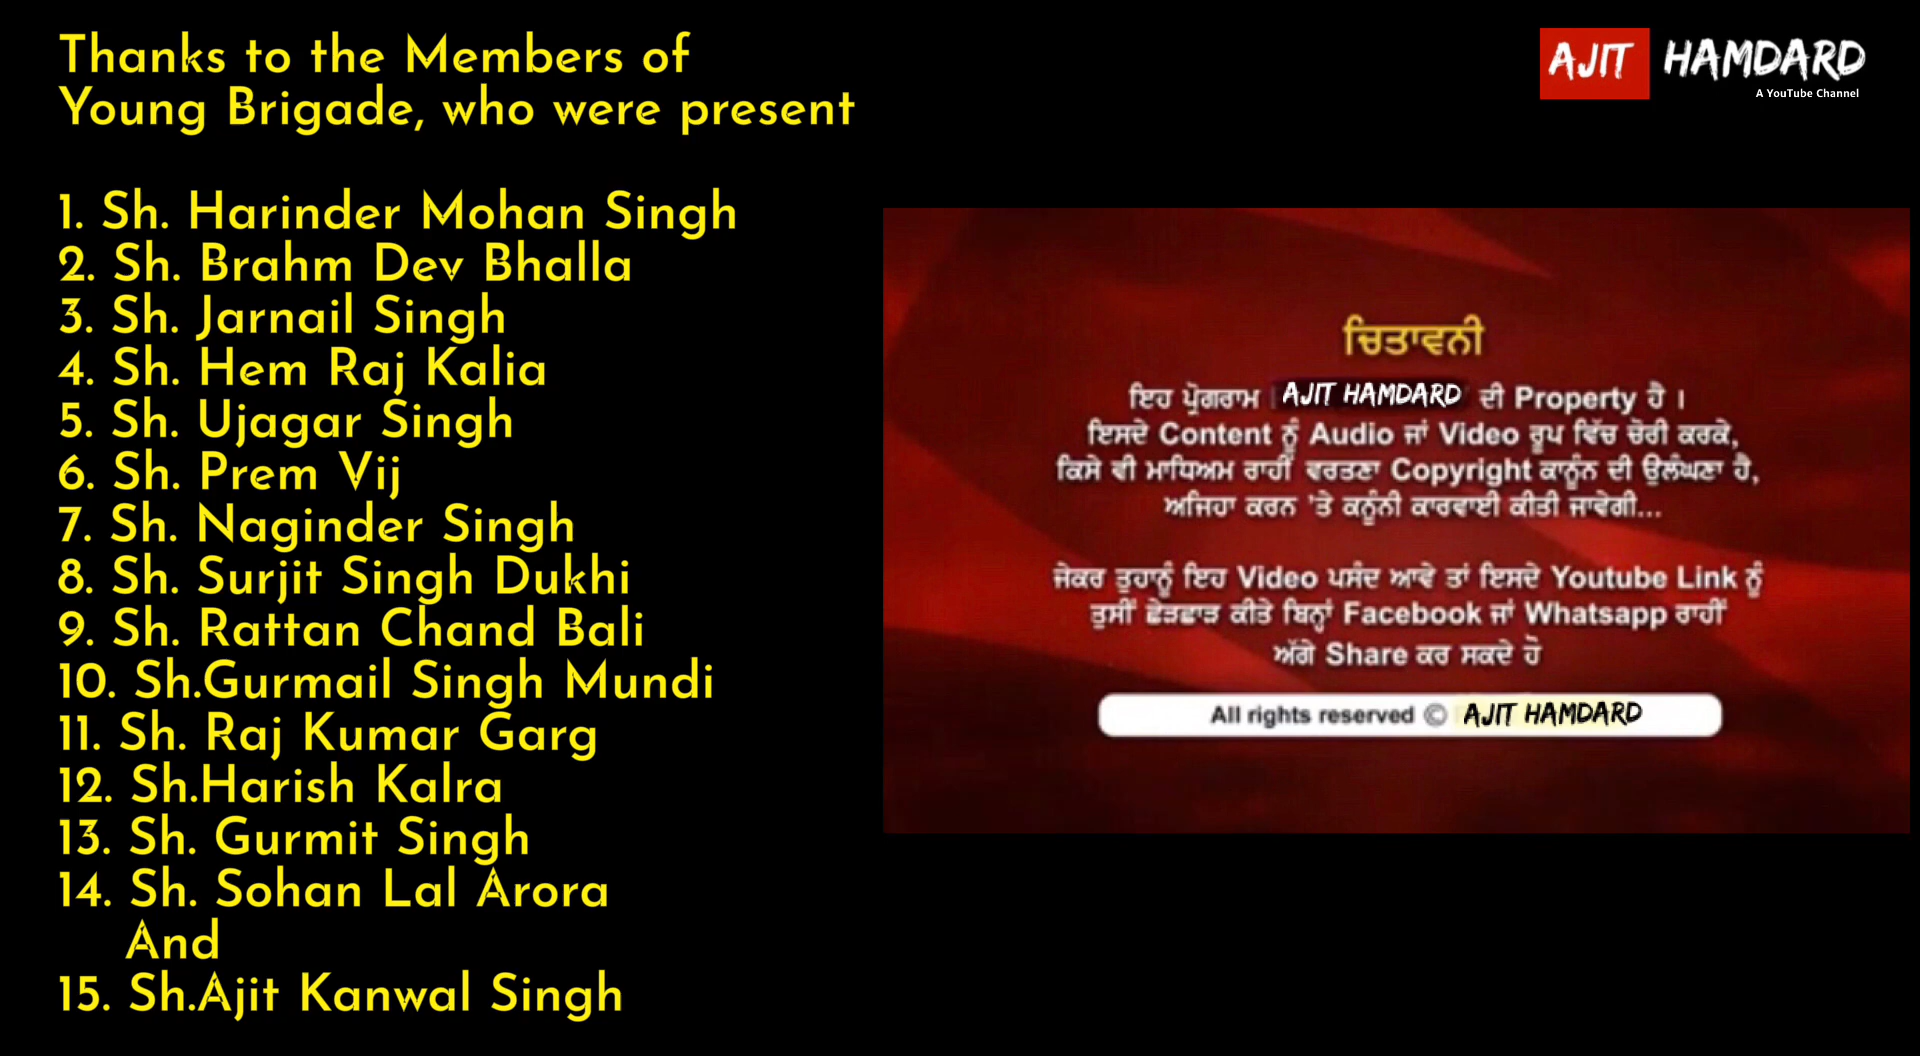 Thanks to the Members of
Young Brigade, who were present
1. Sh. Harinder Mohan Singh
2. Sh. Brahm Dev Bhalla
3. Sh. Jarnail Singh
4. Sh. Hem Raj Kalia
5. Sh. Ujagar Singh
6. Sh. Prem Vij
7. Sh. Naginder Singh
8. Sh. Surjit Singh Dukhi
9. Sh. Rattan Chand Bali
10. Sh.Gurmail Singh Mundi
11. Sh. Raj Kumar Garg
12. Sh.Harish Kalra
13. Sh. Gurmit Singh
14. Sh. Sohan Lal Arora
And
15. Sh.Ajit Kanwal Singh
AJIT HAMDARD
A YouTube Channel
ਚਿਤਾਵਨੀ
ਇਹ ਪ੍ਰੋਗਰਾਮ AJIT HAMDARD ਦੀ Property ਹੈ ।
ਇਸਦੇ Content ਨੂੰ Audio ਜਾਂ Video ਰੂਪ ਵਿੱਚ ਚੋਰੀ ਕਰਕੇ,
ਕਿਸੇ ਵੀ ਮਾਧਿਅਮ ਰਾਹੀਂ ਵਰਤਣਾ Copyright ਕਾਨੂੰਨ ਦੀ ਉਲੰਘਣਾ ਹੈ,
ਅਜਿਹਾ ਕਰਨ 'ਤੇ ਕਨੂੰਨੀ ਕਾਰਵਾਈ ਕੀਤੀ ਜਾਵੇਗੀ...
ਜੇਕਰ ਤੁਹਾਨੂੰ ਇਹ Video ਪਸੰਦ ਆਵੇ ਤਾਂ ਇਸਦੇ Youtube Link ਨੂੰ
ਤੁਸੀਂ ਛੇੜਛਾੜ ਕੀਤੇ ਬਿਨ੍ਹਾਂ Facebook ਜਾਂ Whatsapp ਰਾਹੀਂ
ਅੱਗੇ Share ਕਰ ਸਕਦੇ ਹੋ
All rights reserved © AJIT HAMDARD